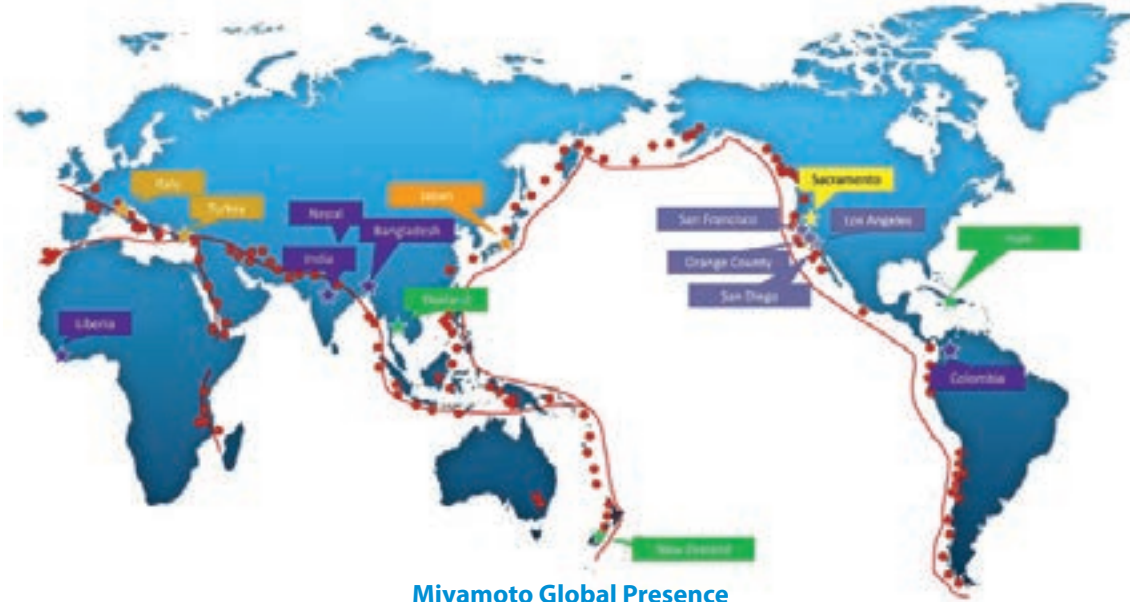 Italy
Turkey
Japan
Nepal
Bangladesh
India
Thailand
Liberia
Sacramento
San Francisco
Los Angeles
Orange County
San Diego
Colombia
New Zealand
Miyamoto Global Presence